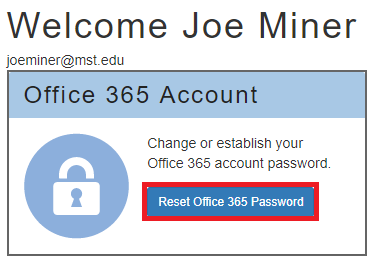 Welcome Joe Miner
joeminer@mst.edu
Office 365 Account
Change or establish your
Office 365 account password.
Reset Office 365 Password